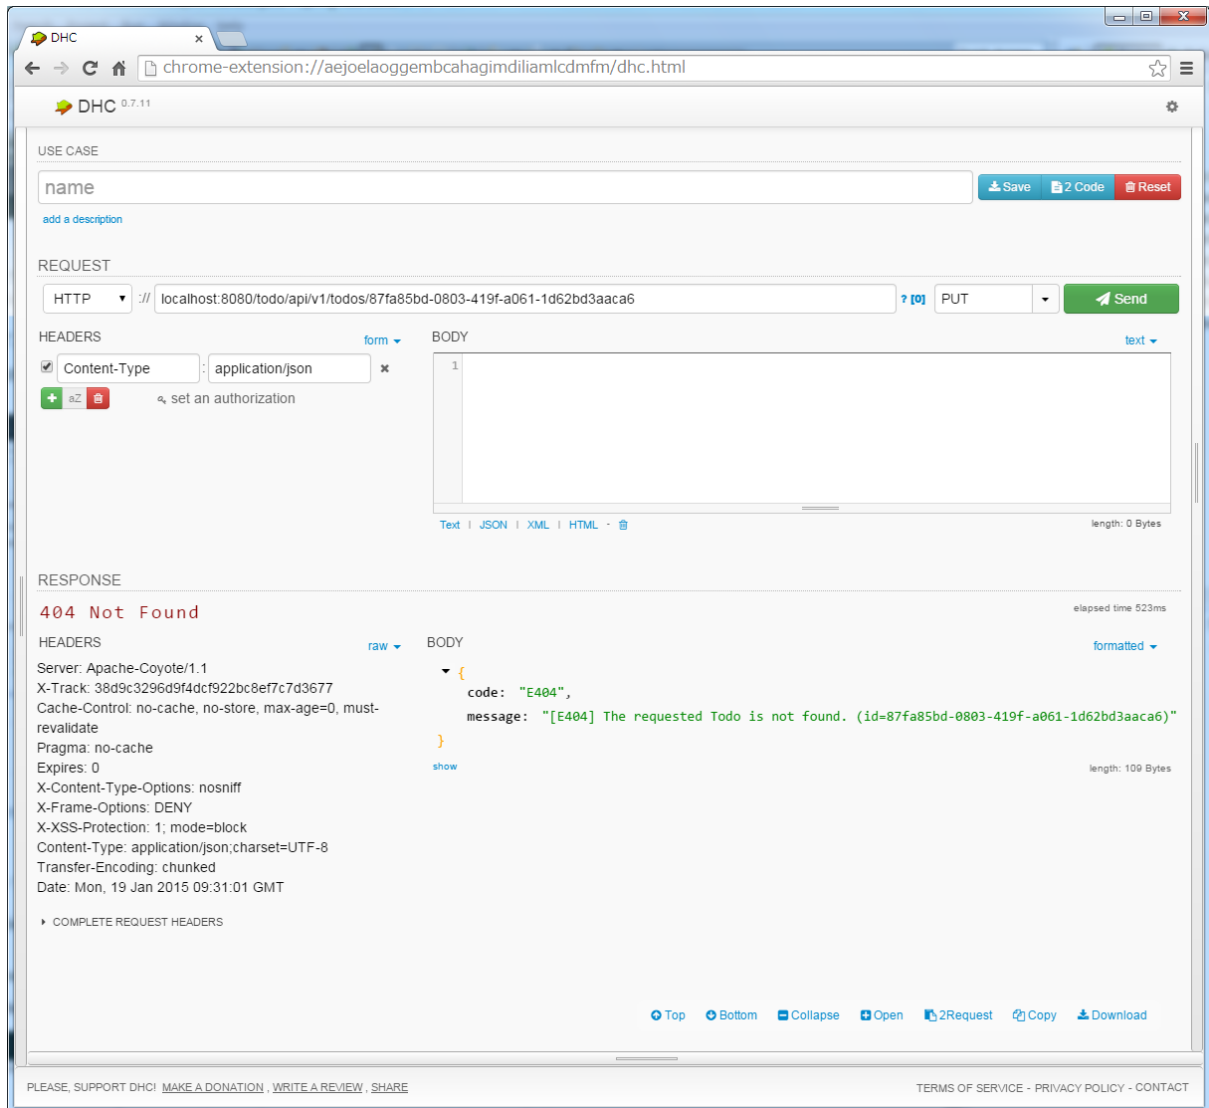 DHC
chrome-extension://aejoelaoggembcahagimdiliamlcdmfm/dhc.html
DHC 0.7.11
USE CASE
name
Save 2 Code Reset
add a description
REQUEST
HTTP :// localhost:8080/todo/api/v1/todos/87fa85bd-0803-419f-a061-1d62bd3aaca6 ? [0] PUT Send
HEADERS form BODY text
Content-Type : application/json 1
aZ set an authorization
Text | JSON | XML | HTML - length: 0 Bytes
RESPONSE
404 Not Found elapsed time 523ms
HEADERS raw BODY formatted
Server: Apache-Coyote/1.1
X-Track: 38d9c3296d9f4dcf922bc8ef7c7d3677
Cache-Control: no-cache, no-store, max-age=0, must-
revalidate
Pragma: no-cache
Expires: 0
X-Content-Type-Options: nosniff
X-Frame-Options: DENY
X-XSS-Protection: 1; mode=block
Content-Type: application/json;charset=UTF-8
Transfer-Encoding: chunked
Date: Mon, 19 Jan 2015 09:31:01 GMT
{
code: "E404",
message: "[E404] The requested Todo is not found. (id=87fa85bd-0803-419f-a061-1d62bd3aaca6)"
}
show length: 109 Bytes
COMPLETE REQUEST HEADERS
Top Bottom Collapse Open 2Request Copy Download
PLEASE, SUPPORT DHC! MAKE A DONATION , WRITE A REVIEW , SHARE TERMS OF SERVICE - PRIVACY POLICY - CONTACT